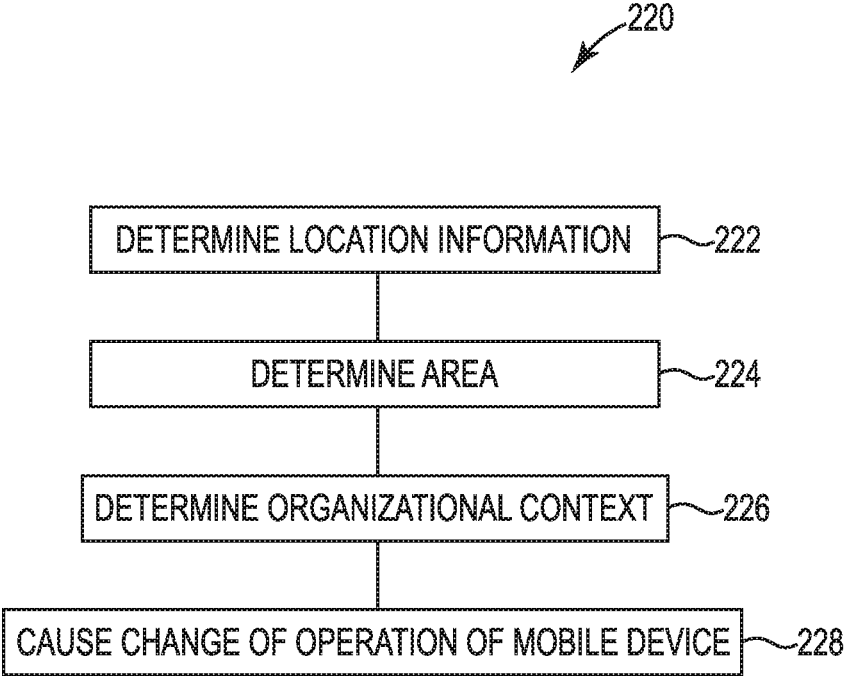 220
DETERMINE LOCATION INFORMATION 222
DETERMINE AREA 224
DETERMINE ORGANIZATIONAL CONTEXT 226
CAUSE CHANGE OF OPERATION OF MOBILE DEVICE 228